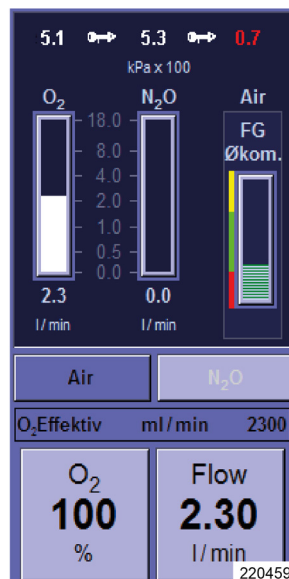 5.1 5.3 0.7
kPa x 100
O₂ N₂O Air
FG
Økom.
18.0
8.0
4.0
2.0
1.0
0.5
0.0
2.3 0.0
l/min l/min
Air N₂O
O₂Effektiv ml/min 2300
O₂ Flow
100 2.30
% l/min
220459